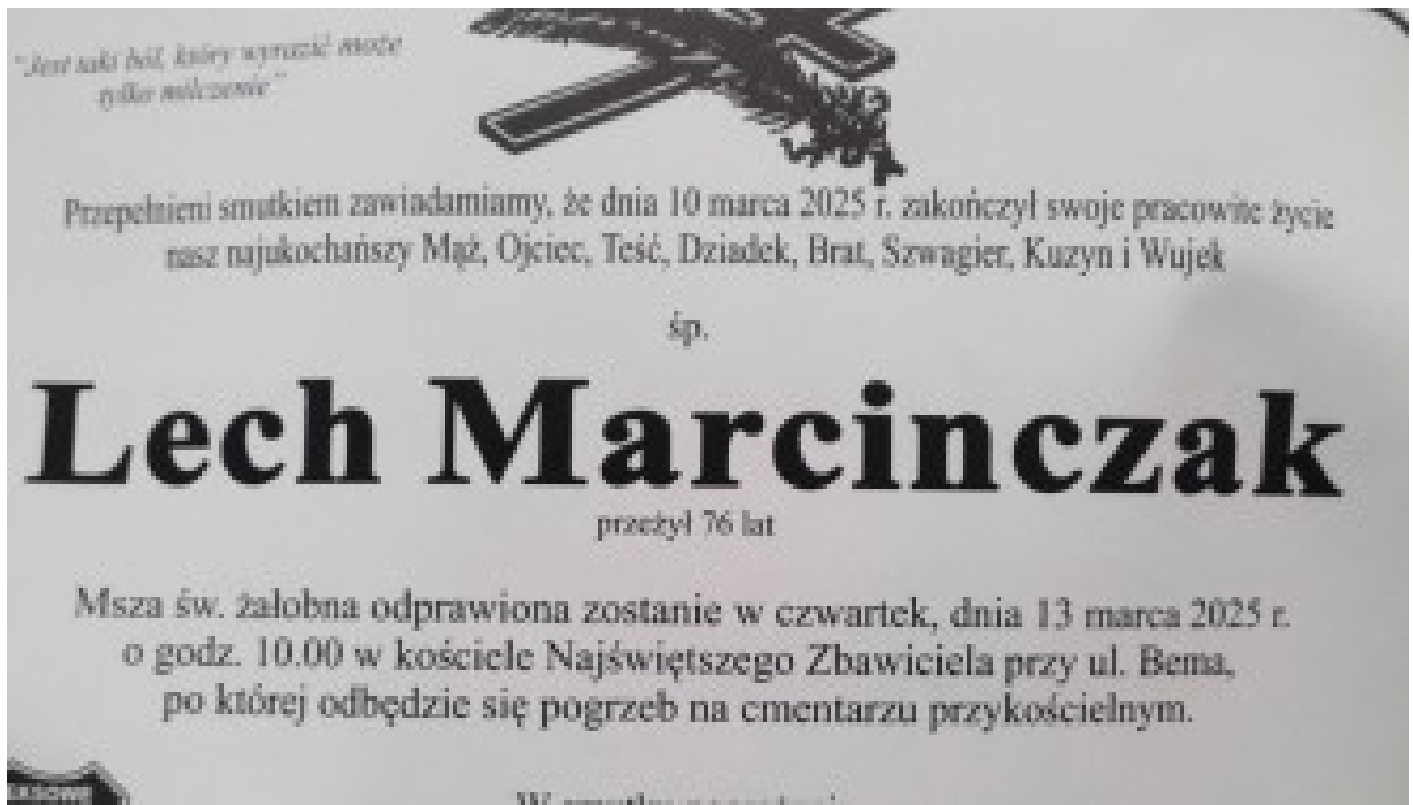 "Jest taki ból, który wyrazić może
tylko milczenie"
Przepełnieni smutkiem zawiadamiamy, że dnia 10 marca 2025 r. zakończył swoje pracowite życie
nasz najukochańszy Mąż, Ojciec, Teść, Dziadek, Brat, Szwagier, Kuzyn i Wujek
śp.
Lech Marcinczak
przeżył 76 lat
Msza św. żałobna odprawiona zostanie w czwartek, dnia 13 marca 2025 r.
o godz. 10.00 w kościele Najświętszego Zbawiciela przy ul. Bema,
po której odbędzie się pogrzeb na cmentarzu przykościelnym.
W smutku